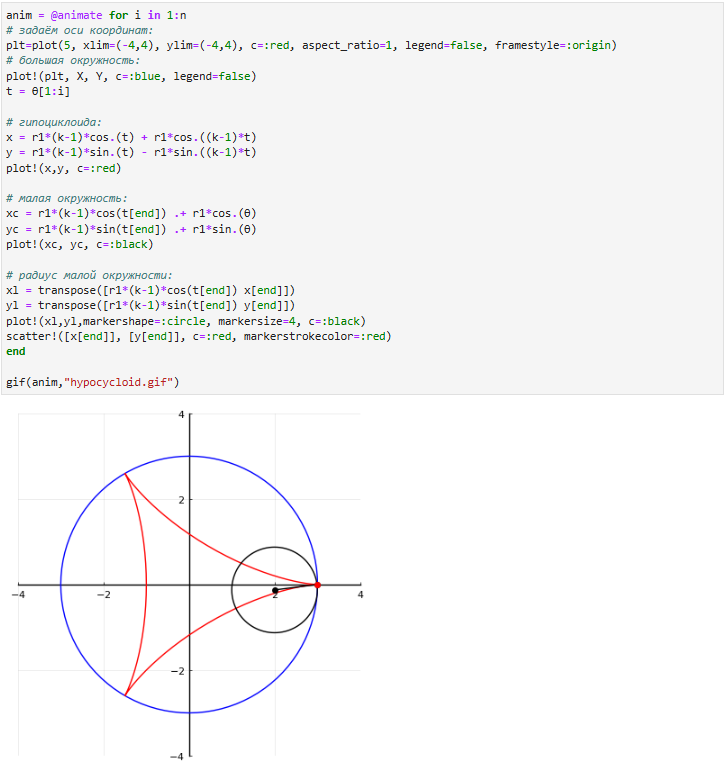 anim = @animate for i in 1:n
# задаём оси координат:
plt=plot(5, xlim=(-4,4), ylim=(-4,4), c=:red, aspect_ratio=1, legend=false, framestyle=:origin)
# большая окружность:
plot!(plt, X, Y, c=:blue, legend=false)
t = θ[1:i]
# гипоциклоида:
x = r1*(k-1)*cos.(t) + r1*cos.((k-1)*t)
y = r1*(k-1)*sin.(t) - r1*sin.((k-1)*t)
plot!(x,y, c=:red)
# малая окружность:
xc = r1*(k-1)*cos(t[end]) .+ r1*cos.(θ)
yc = r1*(k-1)*sin(t[end]) .+ r1*sin.(θ)
plot!(xc, yc, c=:black)
# радиус малой окружности:
xl = transpose([r1*(k-1)*cos(t[end]) x[end]])
yl = transpose([r1*(k-1)*sin(t[end]) y[end]])
plot!(xl,yl,markershape=:circle, markersize=4, c=:black)
scatter!([x[end]], [y[end]], c=:red, markerstrokecolor=:red)
end
gif(anim,"hypocycloid.gif")
4
2
−4 −2 2 4
−2
−4